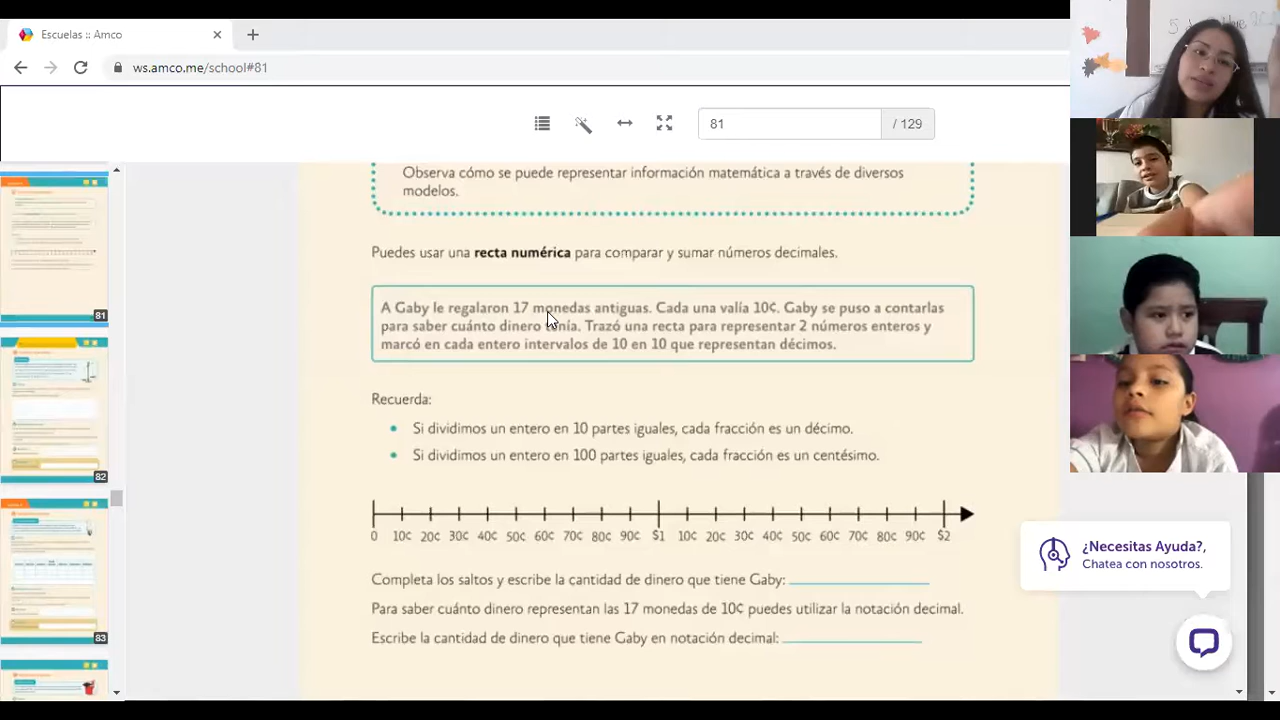 Escuelas :: Amco
ws.amco.me/school#81
81 / 129
Observa cómo se puede representar información matemática a través de diversos
modelos.
Puedes usar una recta numérica para comparar y sumar números decimales.
A Gaby le regalaron 17 monedas antiguas. Cada una valía 10¢. Gaby se puso a contarlas
para saber cuánto dinero tenía. Trazó una recta para representar 2 números enteros y
marcó en cada entero intervalos de 10 en 10 que representan décimos.
Recuerda:
• Si dividimos un entero en 10 partes iguales, cada fracción es un décimo.
• Si dividimos un entero en 100 partes iguales, cada fracción es un centésimo.
0 10¢ 20¢ 30¢ 40¢ 50¢ 60¢ 70¢ 80¢ 90¢ $1 10¢ 20¢ 30¢ 40¢ 50¢ 60¢ 70¢ 80¢ 90¢ $2
Completa los saltos y escribe la cantidad de dinero que tiene Gaby:
Para saber cuánto dinero representan las 17 monedas de 10¢ puedes utilizar la notación decimal.
Escribe la cantidad de dinero que tiene Gaby en notación decimal:
81
82
83
¿Necesitas Ayuda?,
Chatea con nosotros.